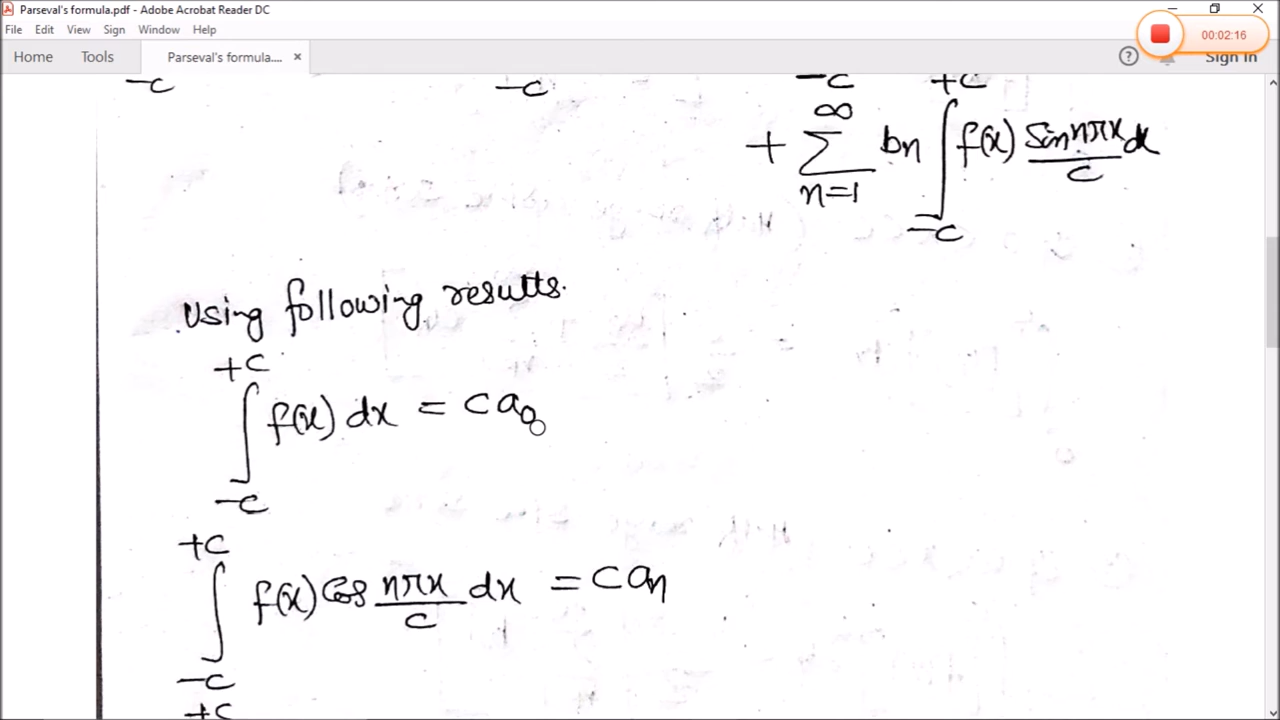 Parseval's formula.pdf - Adobe Acrobat Reader DC
File Edit View Sign Window Help
00:02:16
Home Tools Parseval's formula.... × Sign In
-c -c -c +c
+ ∞ ∑ n=1 bn ∫ -c f(x) sin nπx/c dx
Using following results.
+c ∫ -c f(x) dx = c a0
+c ∫ -c f(x) cos nπx/c dx = c an
+c